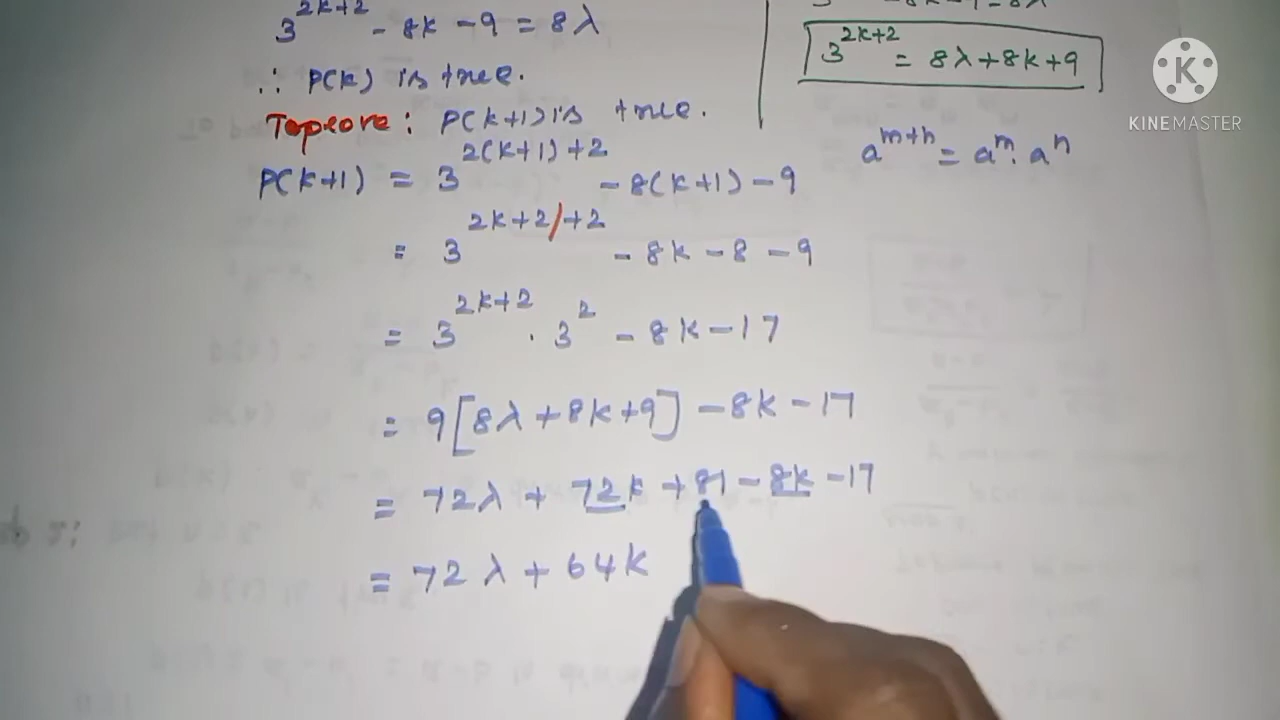 3^{2k+2} - 8k - 9 = 8λ
∴ P(k) is true.
Toprove: P(k+1) is true.
P(k+1) = 3^{2(k+1)+2} - 8(k+1) - 9
= 3^{2k+2/+2} - 8k - 8 - 9
= 3^{2k+2} . 3^2 - 8k - 17
= 9[8λ + 8k + 9] - 8k - 17
= 72λ + 72k + 81 - 8k - 17
= 72λ + 64k
3^{2k+2} = 8λ + 8k + 9
a^{m+n} = a^m . a^n
K
KINEMASTER